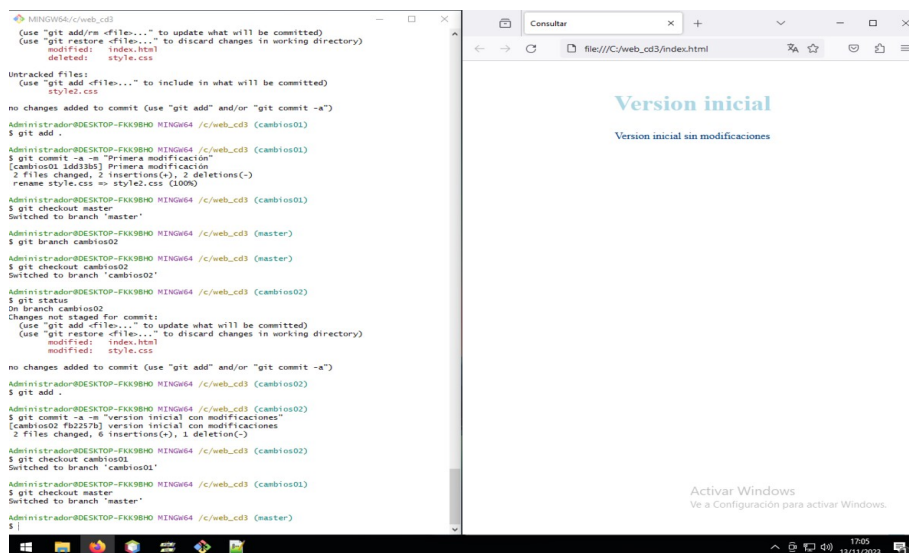 MINGW64:/c/web_cd3
(use "git add/rm <file>..." to update what will be committed)
(use "git restore <file>..." to discard changes in working directory)
modified: index.html
deleted: style.css
Untracked files:
(use "git add <file>..." to include in what will be committed)
style2.css
no changes added to commit (use "git add" and/or "git commit -a")
Administrador@DESKTOP-FKK9BHO MINGW64 /c/web_cd3 (cambios01)
$ git add .
Administrador@DESKTOP-FKK9BHO MINGW64 /c/web_cd3 (cambios01)
$ git commit -a -m "Primera modificación"
[cambios01 1dd33b5] Primera modificación
2 files changed, 2 insertions(+), 2 deletions(-)
rename style.css => style2.css (100%)
Administrador@DESKTOP-FKK9BHO MINGW64 /c/web_cd3 (cambios01)
$ git checkout master
Switched to branch 'master'
Administrador@DESKTOP-FKK9BHO MINGW64 /c/web_cd3 (master)
$ git branch cambios02
Administrador@DESKTOP-FKK9BHO MINGW64 /c/web_cd3 (master)
$ git checkout cambios02
Switched to branch 'cambios02'
Administrador@DESKTOP-FKK9BHO MINGW64 /c/web_cd3 (cambios02)
$ git status
On branch cambios02
Changes not staged for commit:
(use "git add <file>..." to update what will be committed)
(use "git restore <file>..." to discard changes in working directory)
modified: index.html
modified: style.css
no changes added to commit (use "git add" and/or "git commit -a")
Administrador@DESKTOP-FKK9BHO MINGW64 /c/web_cd3 (cambios02)
$ git add .
Administrador@DESKTOP-FKK9BHO MINGW64 /c/web_cd3 (cambios02)
$ git commit -a -m "version inicial con modificaciones"
[cambios02 fb2257b] version inicial con modificaciones
2 files changed, 6 insertions(+), 1 deletion(-)
Administrador@DESKTOP-FKK9BHO MINGW64 /c/web_cd3 (cambios02)
$ git checkout cambios01
Switched to branch 'cambios01'
Administrador@DESKTOP-FKK9BHO MINGW64 /c/web_cd3 (cambios01)
$ git checkout master
Switched to branch 'master'
Administrador@DESKTOP-FKK9BHO MINGW64 /c/web_cd3 (master)
$
Consultar
file:///C:/web_cd3/index.html
Version inicial
Version inicial sin modificaciones
Activar Windows
Ve a Configuración para activar Windows.
17:05
13/11/2023